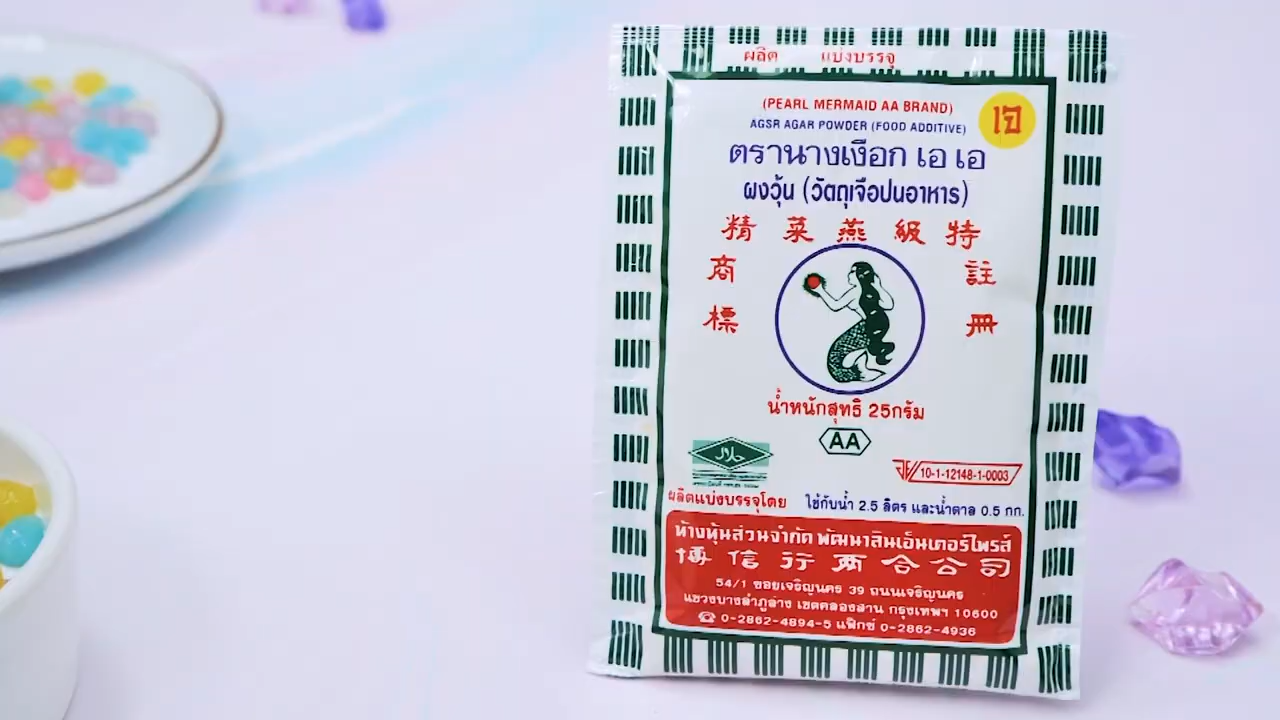 ผลิต แบ่งบรรจุ
(PEARL MERMAID AA BRAND)
AGSR AGAR POWDER (FOOD ADDITIVE)
เจ
ตรานางเงือก เอ เอ
ผงวุ้น (วัตถุเจือปนอาหาร)
精 菜 燕 級 特
商 註
標 冊
น้ำหนักสุทธิ 25กรัม
AA
حلال
10-1-12148-1-0003
ผลิตแบ่งบรรจุโดย ใช้กับน้ำ 2.5 ลิตร และน้ำตาล 0.5 กก.
ห้างหุ้นส่วนจำกัด พัฒนาสินเอ็นเตอร์ไพรส์
博 信 行 兩 合 公 司
54/1 ซอยเจริญนคร 39 ถนนเจริญนคร
แขวงบางลำภูล่าง เขตคลองสาน กรุงเทพฯ 10600
☎ 0-2862-4894-5 แฟ็กซ์ 0-2862-4936